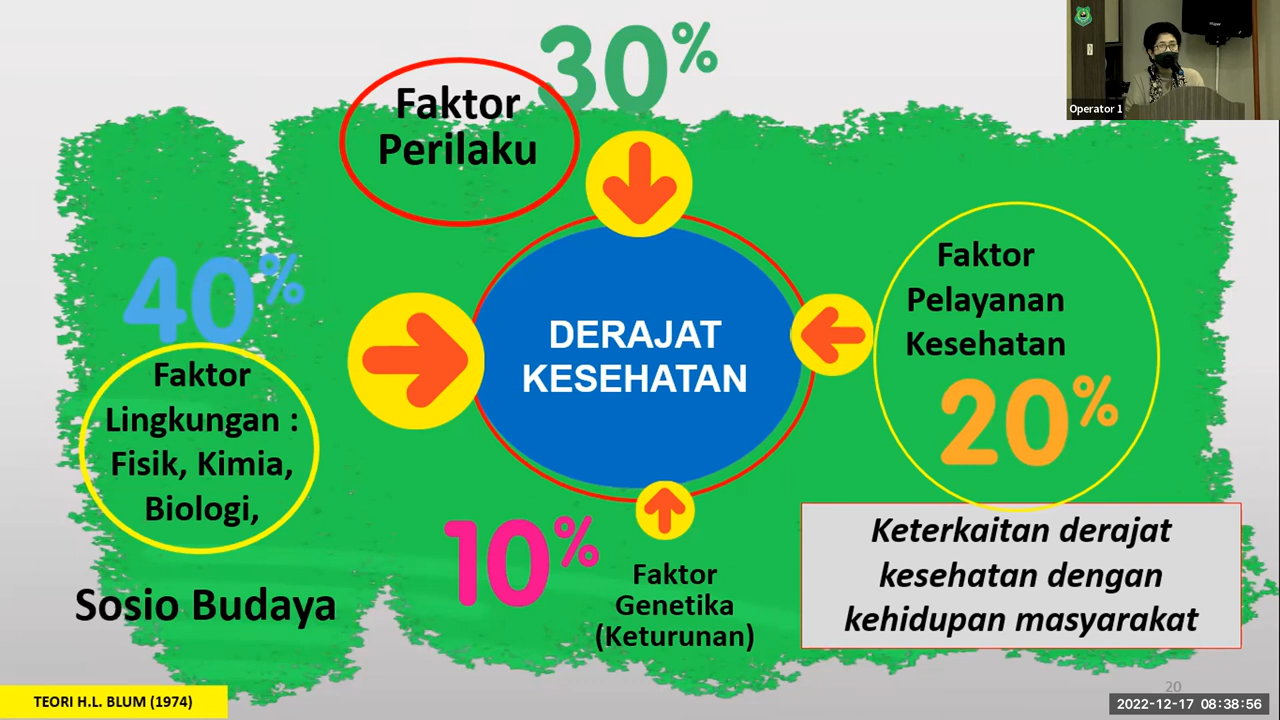 30%
Faktor
Perilaku
Operator 1
40%
Faktor
Lingkungan :
Fisik, Kimia,
Biologi,
Sosio Budaya
DERAJAT
KESEHATAN
Faktor
Pelayanan
Kesehatan
20%
10%
Faktor
Genetika
(Keturunan)
Keterkaitan derajat
kesehatan dengan
kehidupan masyarakat
TEORI H.L. BLUM (1974)
20
2022-12-17 08:38:56